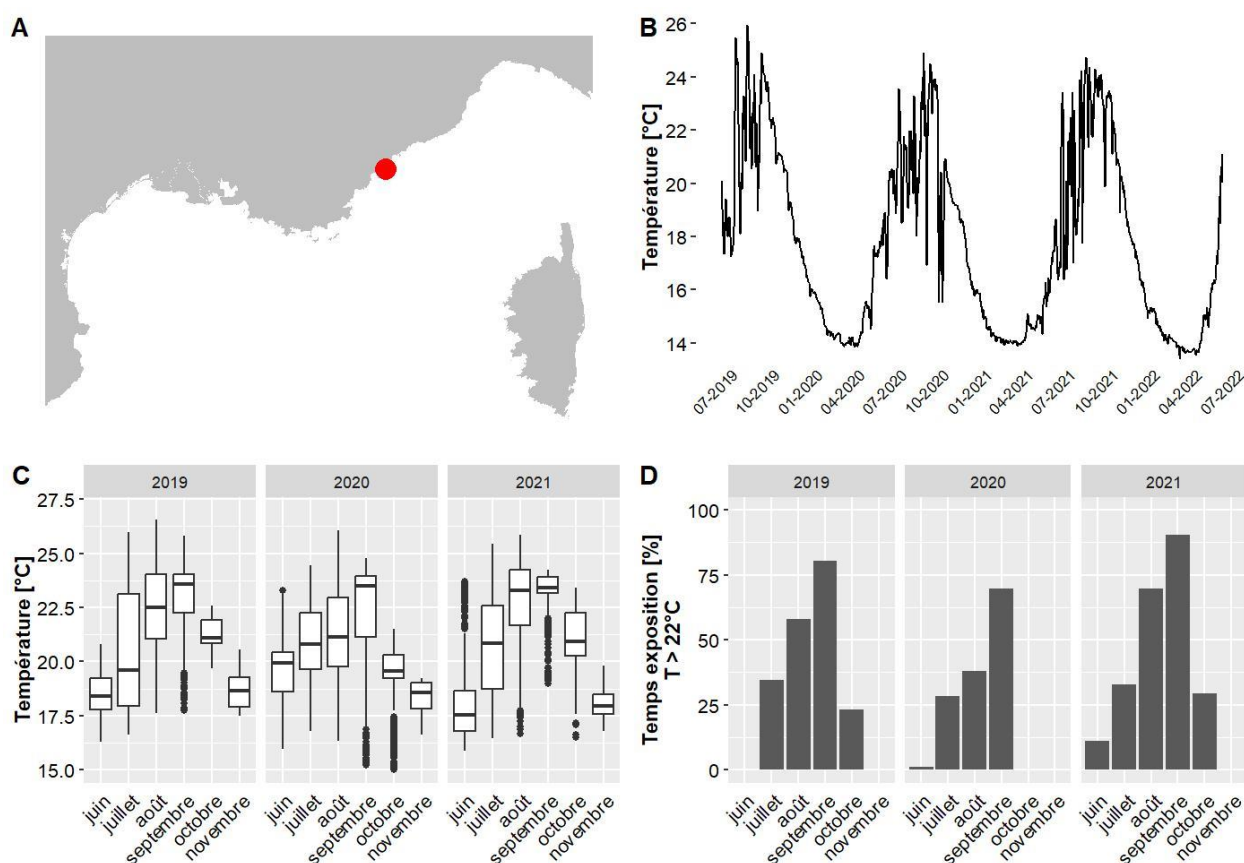 A
B
Température [°C]
26
24
22
20
18
16
14
07-2019
10-2019
01-2020
04-2020
07-2020
10-2020
01-2021
04-2021
07-2021
10-2021
01-2022
04-2022
07-2022
C
2019
2020
2021
Température [°C]
27.5
25.0
22.5
20.0
17.5
15.0
juin
juillet
août
septembre
octobre
novembre
juin
juillet
août
septembre
octobre
novembre
juin
juillet
août
septembre
octobre
novembre
D
2019
2020
2021
Temps exposition [%]
T > 22°C
100
75
50
25
0
juin
juillet
août
septembre
octobre
novembre
juin
juillet
août
septembre
octobre
novembre
juin
juillet
août
septembre
octobre
novembre